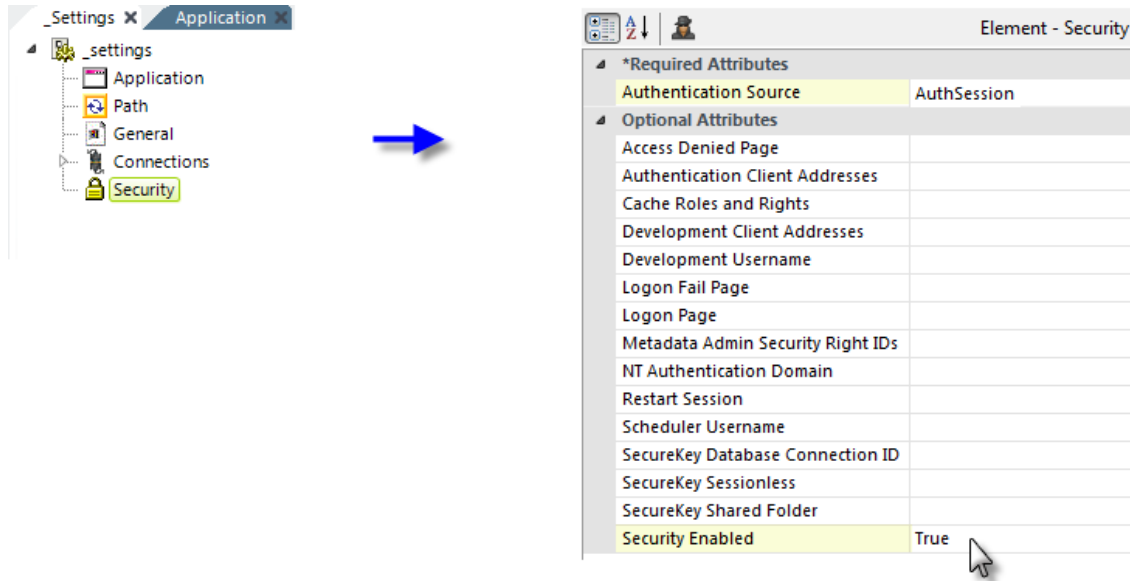 _Settings Application
_settings
Application
Path
General
Connections
Security
A
Z
Element - Security
*Required Attributes
Authentication Source AuthSession
Optional Attributes
Access Denied Page
Authentication Client Addresses
Cache Roles and Rights
Development Client Addresses
Development Username
Logon Fail Page
Logon Page
Metadata Admin Security Right IDs
NT Authentication Domain
Restart Session
Scheduler Username
SecureKey Database Connection ID
SecureKey Sessionless
SecureKey Shared Folder
Security Enabled True